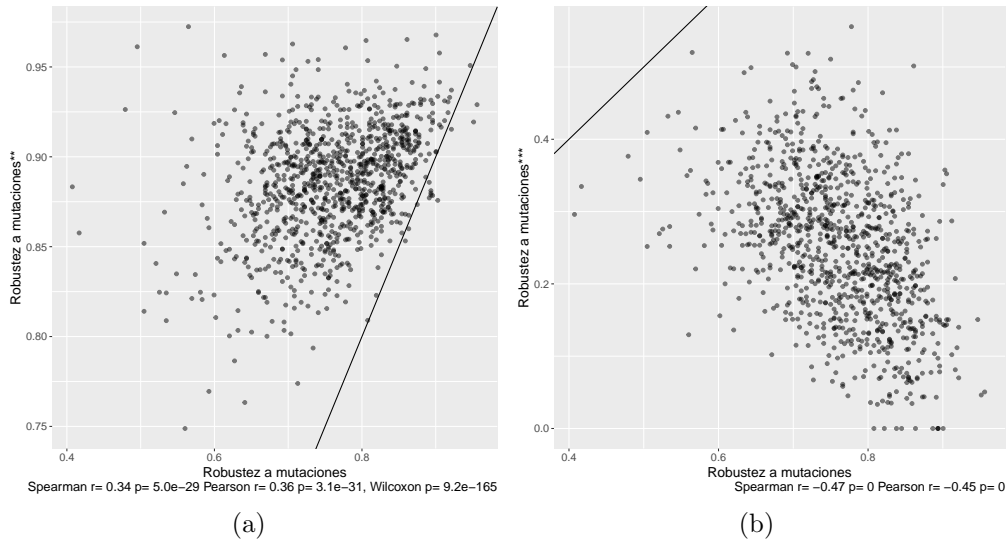 0.95
0.90
0.85
0.80
0.75
Robustez a mutaciones**
0.4
0.6
0.8
Robustez a mutaciones
Spearman r= 0.34 p= 5.0e−29 Pearson r= 0.36 p= 3.1e−31, Wilcoxon p= 9.2e−165
(a)
0.4
0.2
0.0
Robustez a mutaciones***
0.4
0.6
0.8
Robustez a mutaciones
Spearman r= −0.47 p= 0 Pearson r= −0.45 p= 0
(b)